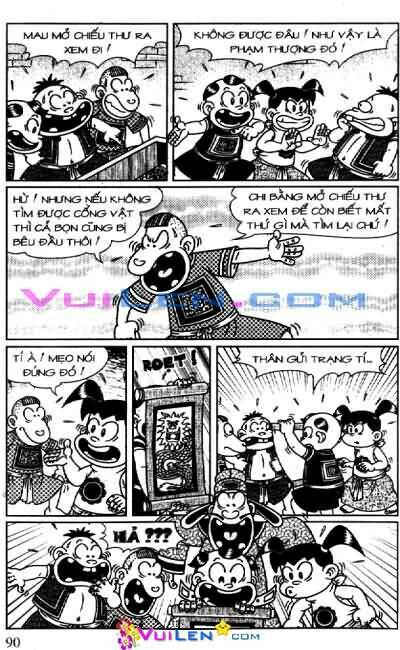 MAU MỞ CHIẾU THƯ RA
XEM ĐI!
KHÔNG ĐƯỢC ĐÂU! NHƯ VẬY LÀ
PHẠM THƯỢNG ĐÓ!
HỪ! NHƯNG NẾU KHÔNG
TÌM ĐƯỢC CỐNG VẬT
THÌ CẢ BỌN CŨNG BỊ
BÊU ĐẦU THÔI!
CHI BẰNG MỞ CHIẾU THƯ
RA XEM ĐỂ CÒN BIẾT MẤT
THỨ GÌ MÀ TÌM LẠI CHỨ!
VUILEN.COM
TÍ À! MẸO NÓI
ĐÚNG ĐÓ!
ROẸT!
THÂN GỬI TRẠNG TÍ...
HẢ???
90
VUILEN.COM